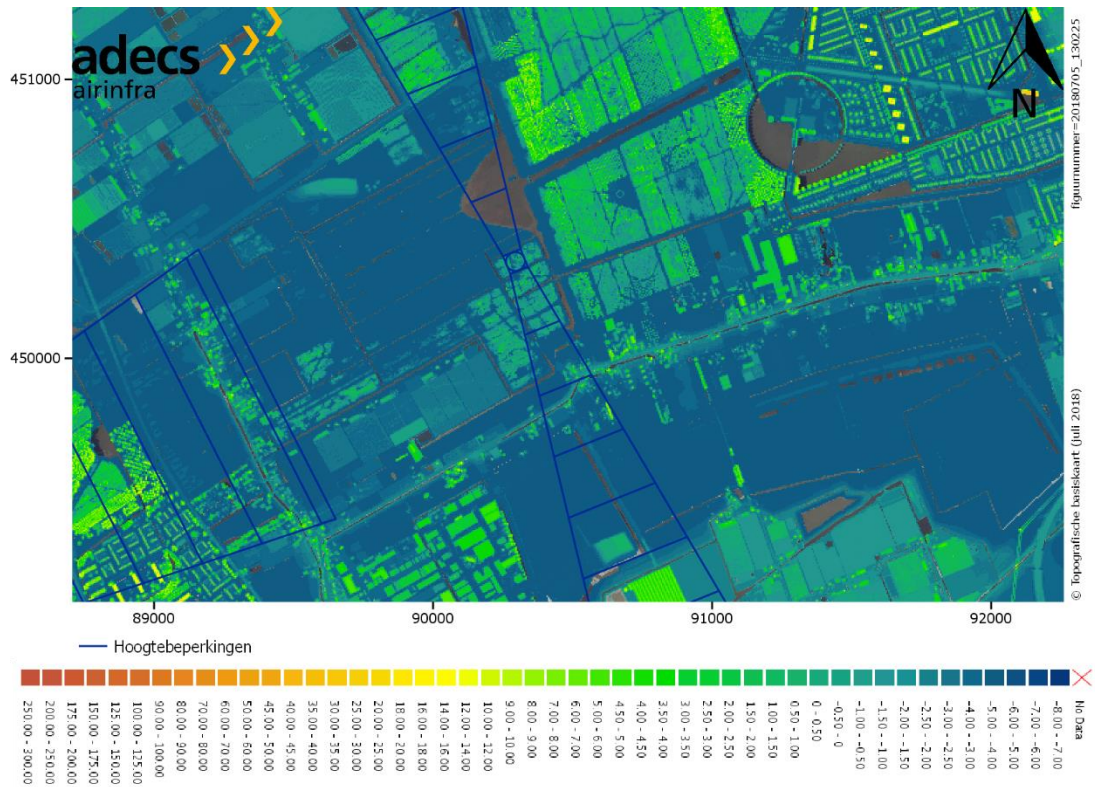 adecs
airinfra
N
figuurnummer=20180705_130225
451000
450000
© Topografische basiskaart (juli 2018)
89000
90000
91000
92000
Hoogtebeperkingen
250.00 - 300.00
200.00 - 250.00
175.00 - 200.00
150.00 - 175.00
125.00 - 150.00
100.00 - 125.00
90.00 - 100.00
80.00 - 90.00
70.00 - 80.00
60.00 - 70.00
50.00 - 60.00
45.00 - 50.00
40.00 - 45.00
35.00 - 40.00
30.00 - 35.00
25.00 - 30.00
20.00 - 25.00
18.00 - 20.00
16.00 - 18.00
14.00 - 16.00
12.00 - 14.00
10.00 - 12.00
9.00 - 10.00
8.00 - 9.00
7.00 - 8.00
6.00 - 7.00
5.00 - 6.00
4.50 - 5.00
4.00 - 4.50
3.50 - 4.00
3.00 - 3.50
2.50 - 3.00
2.00 - 2.50
1.50 - 2.00
1.00 - 1.50
0.50 - 1.00
0 - 0.50
-0.50 - 0
-1.00 - -0.50
-1.50 - -1.00
-2.00 - -1.50
-2.50 - -2.00
-3.00 - -2.50
-4.00 - -3.00
-5.00 - -4.00
-6.00 - -5.00
-7.00 - -6.00
-8.00 - -7.00
No Data